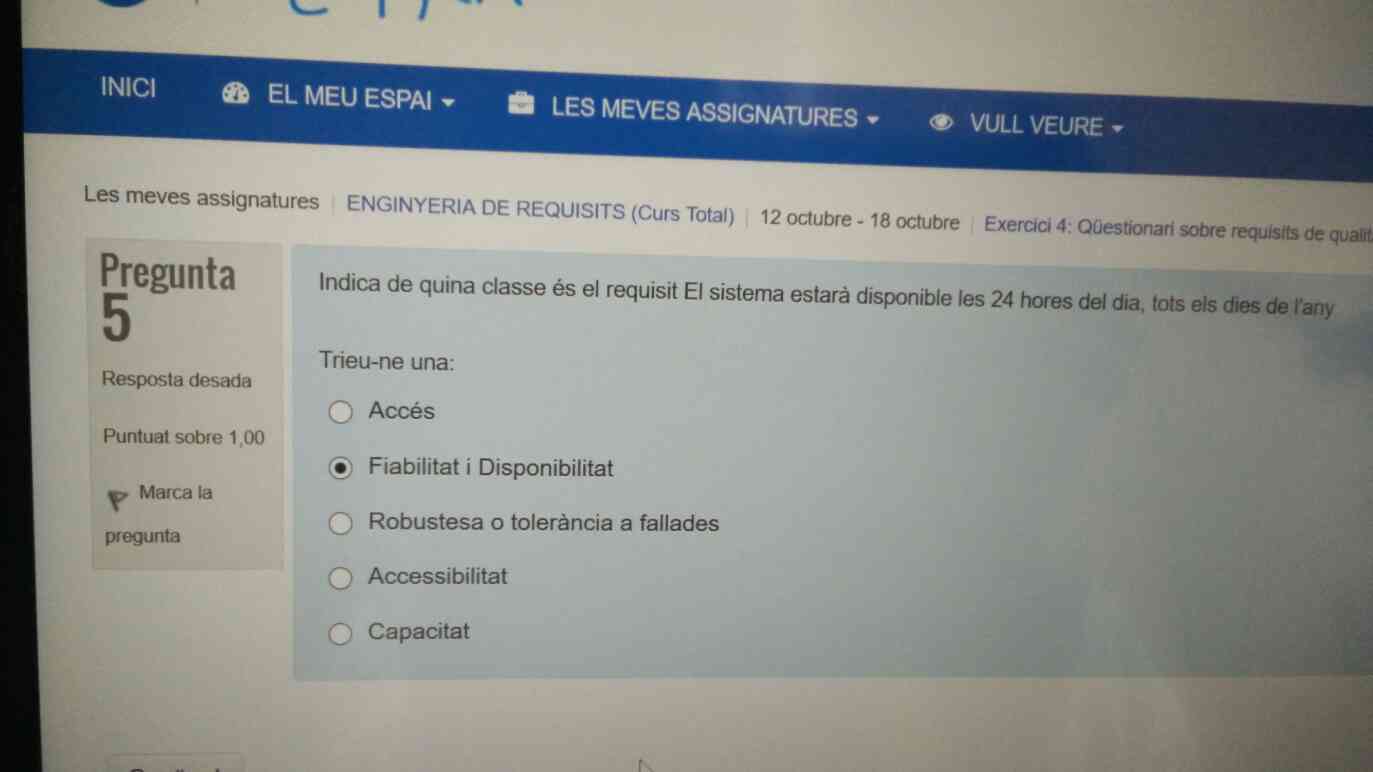 INICI EL MEU ESPAI LES MEVES ASSIGNATURES VULL VEURE
Les meves assignatures | ENGINYERIA DE REQUISITS (Curs Total) | 12 octubre - 18 octubre | Exercici 4: Qüestionari sobre requisits de qualit
Pregunta
5
Resposta desada
Puntuat sobre 1,00
Marca la
pregunta
Indica de quina classe és el requisit El sistema estarà disponible les 24 hores del dia, tots els dies de l'any
Trieu-ne una:
Accés
Fiabilitat i Disponibilitat
Robustesa o tolerància a fallades
Accessibilitat
Capacitat